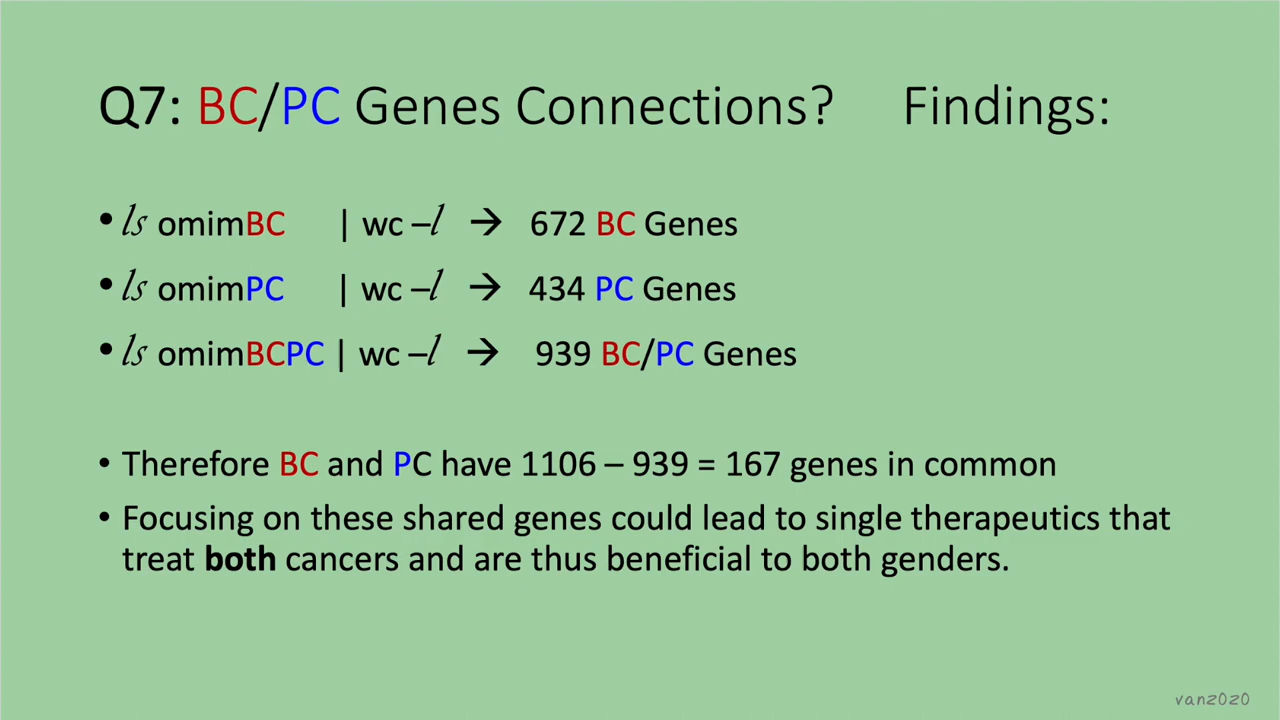 Q7: BC/PC Genes Connections? Findings:
• ls omimBC | wc –l → 672 BC Genes
• ls omimPC | wc –l → 434 PC Genes
• ls omimBCPC | wc –l → 939 BC/PC Genes
• Therefore BC and PC have 1106 – 939 = 167 genes in common
• Focusing on these shared genes could lead to single therapeutics that
treat both cancers and are thus beneficial to both genders.
van2020